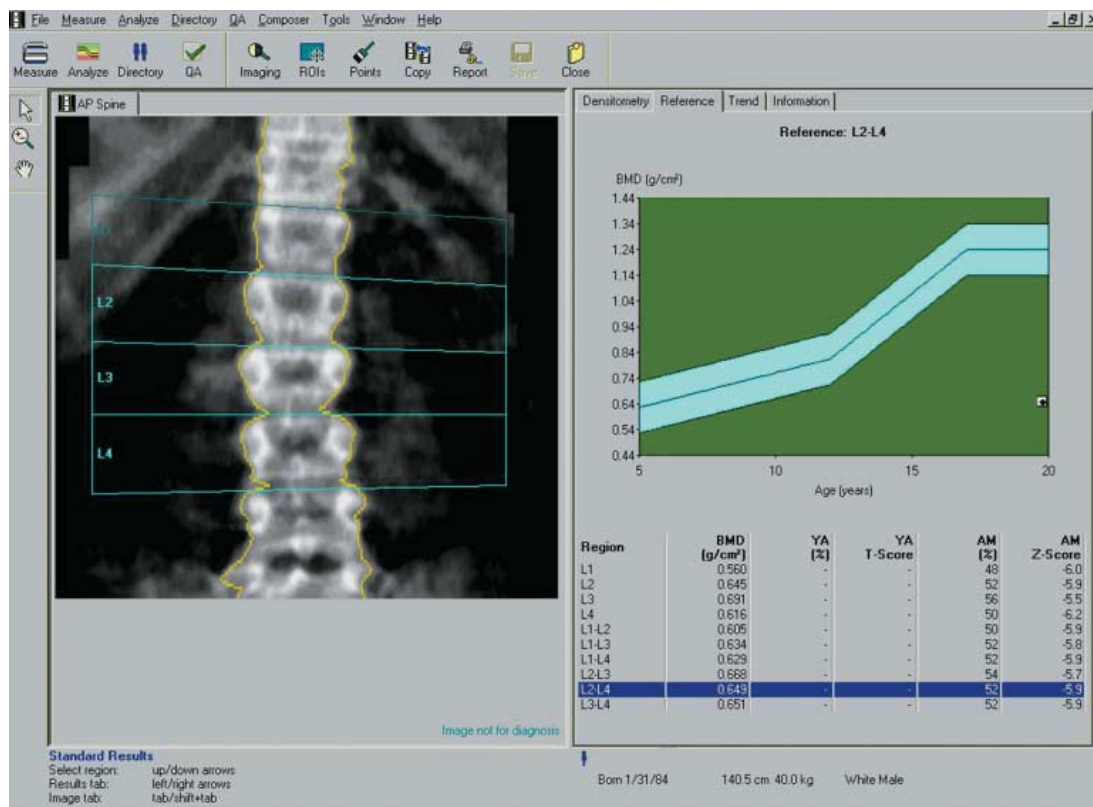 File Measure Analyze Directory QA Composer Tools Window Help
Measure Analyze Directory QA Imaging ROIs Points Copy Report Save Close
AP Spine
L1
L2
L3
L4
Image not for diagnosis
Densitometry Reference Trend Information
Reference: L2-L4
BMD (g/cm²)
1.44
1.34
1.24
1.14
1.04
0.94
0.84
0.74
0.64
0.54
0.44
5 10 15 20
Age (years)
Region BMD (g/cm²) YA (%) YA T-Score AM (%) AM Z-Score
L1 0.560 - - 48 -6.0
L2 0.645 - - 52 -5.9
L3 0.691 - - 56 -5.5
L4 0.616 - - 50 -6.2
L1-L2 0.605 - - 50 -5.9
L1-L3 0.634 - - 52 -5.8
L1-L4 0.629 - - 52 -5.9
L2-L3 0.668 - - 54 -5.7
L2-L4 0.649 - - 52 -5.9
L3-L4 0.651 - - 52 -5.9
Standard Results
Select region: up/down arrows
Results tab: left/right arrows
Image tab: tab/shift+tab
Born 1/31/84 140.5 cm 40.0 kg White Male